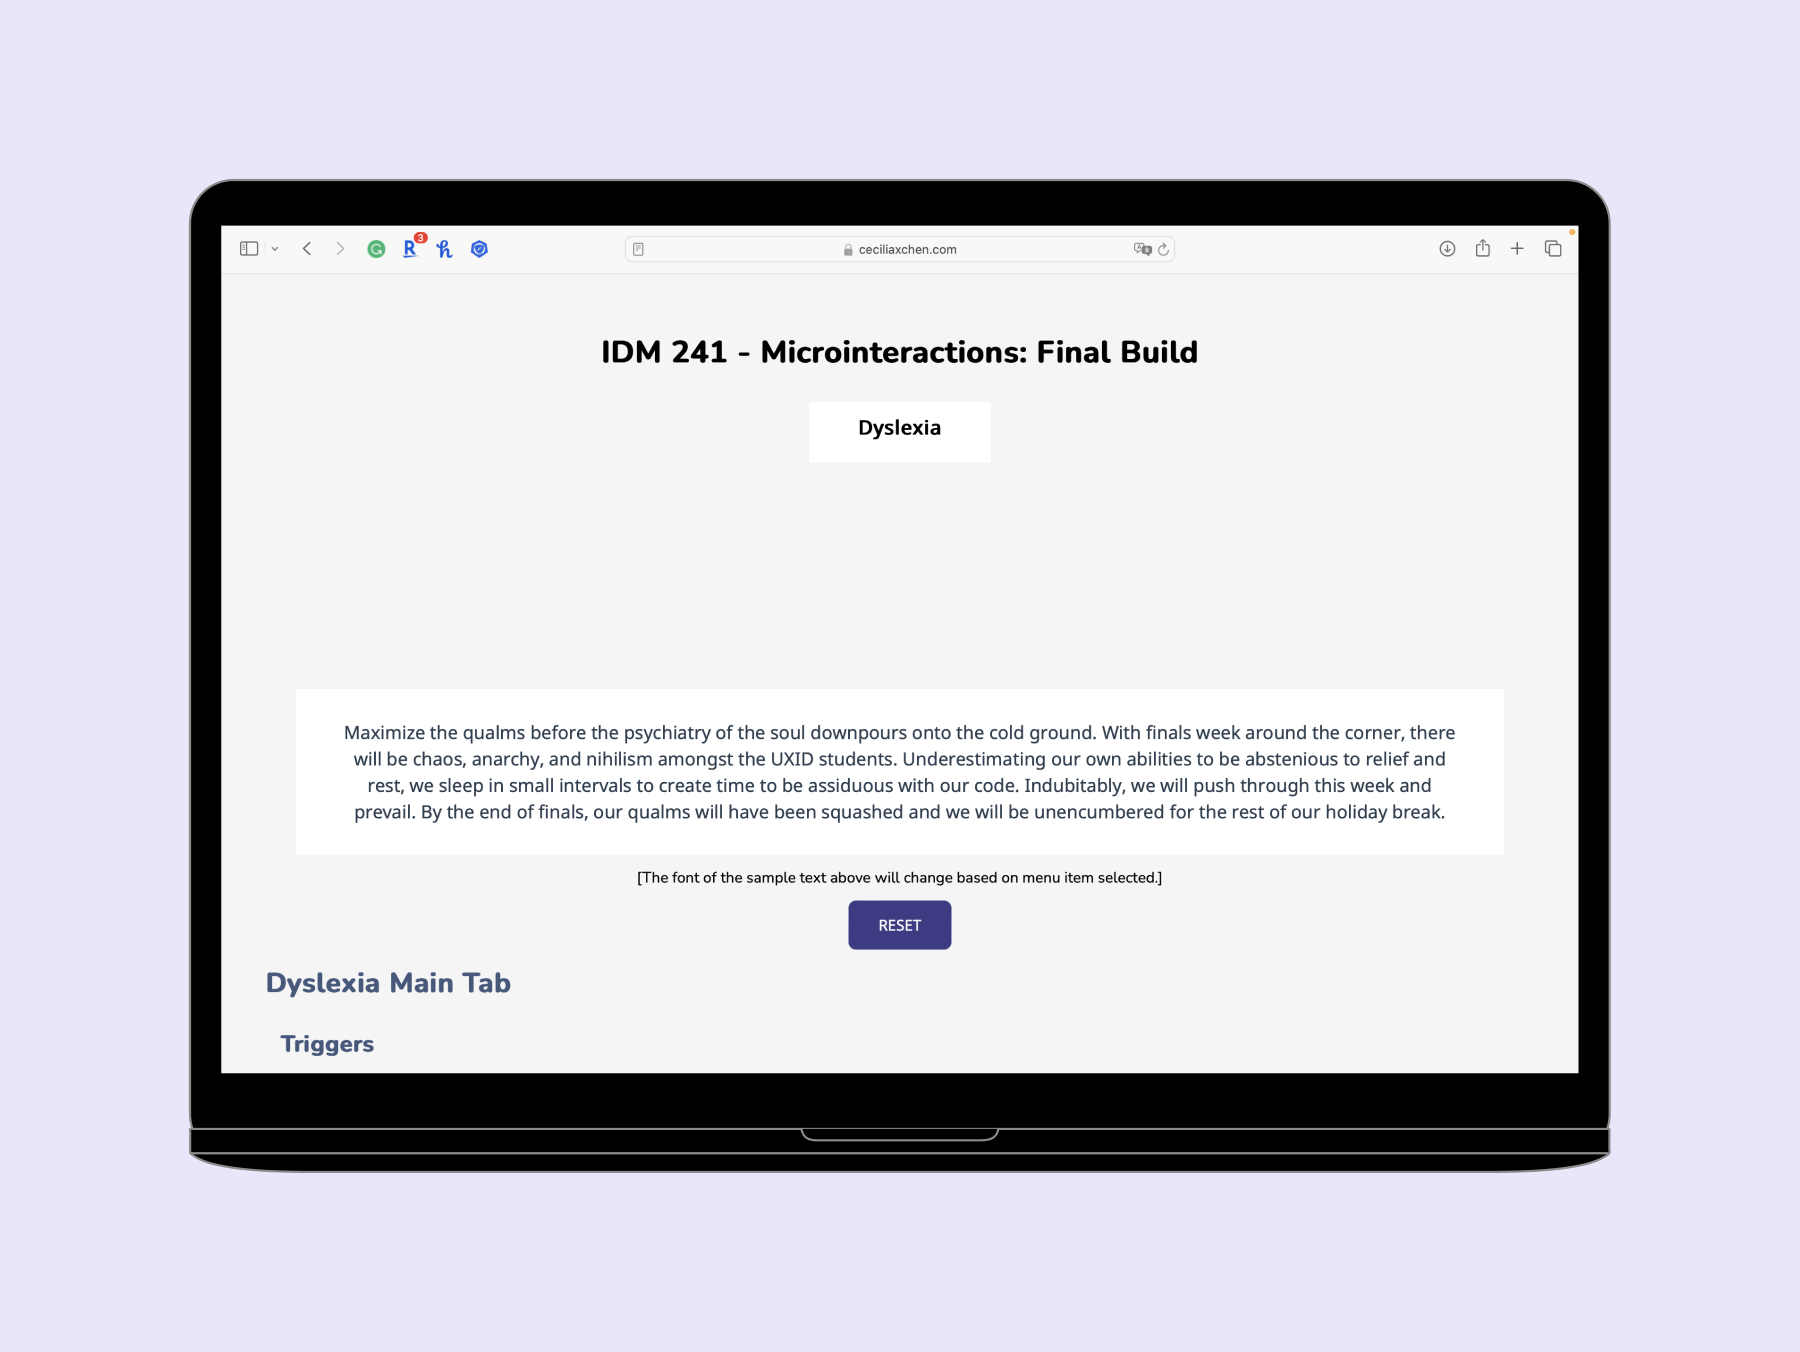 R 3 h
ceciliaxchen.com
IDM 241 - Microinteractions: Final Build
Dyslexia
Maximize the qualms before the psychiatry of the soul downpours onto the cold ground. With finals week around the corner, there
will be chaos, anarchy, and nihilism amongst the UXID students. Underestimating our own abilities to be abstenious to relief and
rest, we sleep in small intervals to create time to be assiduous with our code. Indubitably, we will push through this week and
prevail. By the end of finals, our qualms will have been squashed and we will be unencumbered for the rest of our holiday break.
[The font of the sample text above will change based on menu item selected.]
RESET
Dyslexia Main Tab
Triggers